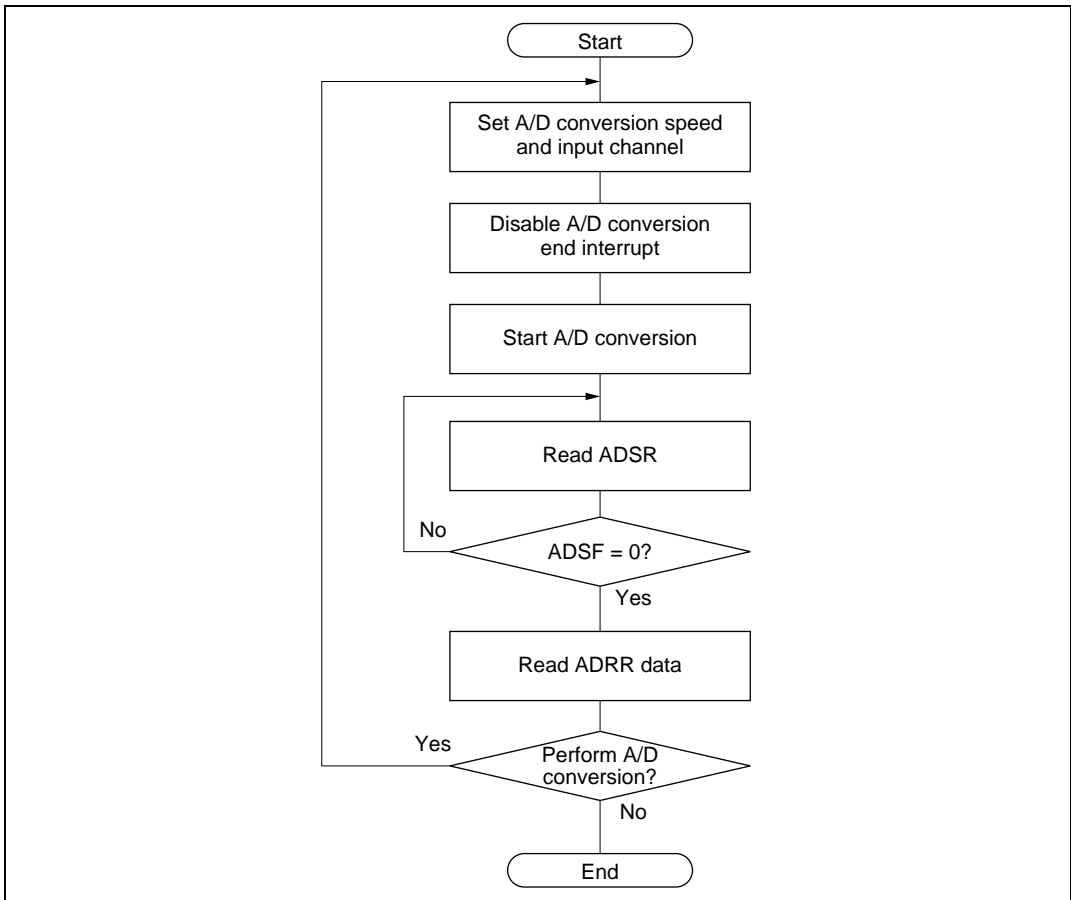 Start
Set A/D conversion speed
and input channel
Disable A/D conversion
end interrupt
Start A/D conversion
Read ADSR
No
ADSF = 0?
Yes
Read ADRR data
Yes
Perform A/D
conversion?
No
End